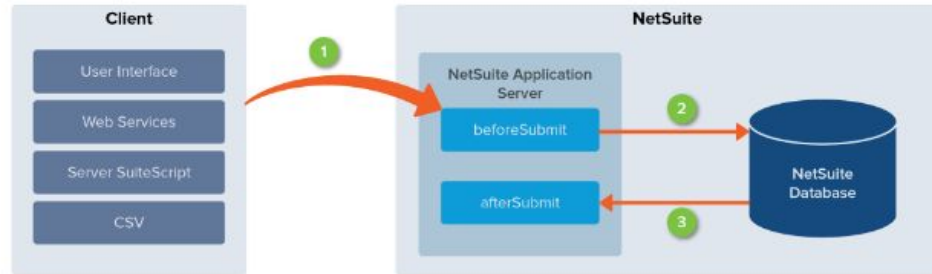 Client
User Interface
Web Services
Server SuiteScript
CSV
1
NetSuite
NetSuite Application
Server
beforeSubmit
afterSubmit
2
3
NetSuite
Database